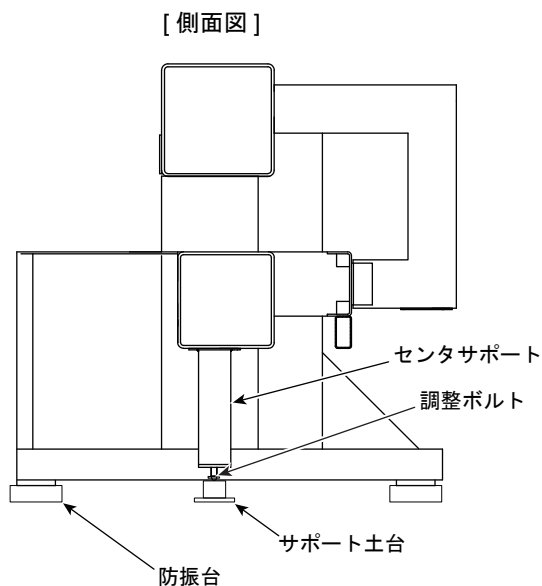 [ 側面図 ]
センタサポート
調整ボルト
サポート土台
防振台